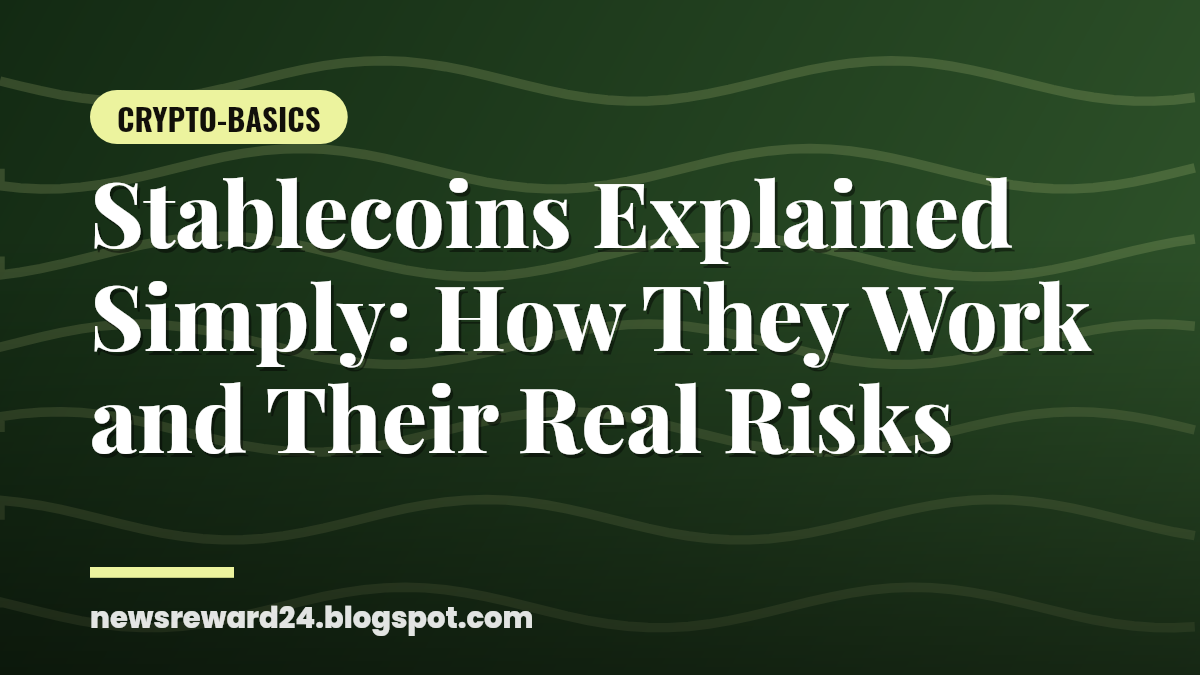 CRYPTO-BASICS
Stablecoins Explained
Simply: How They Work
and Their Real Risks
newsreward24.blogspot.com